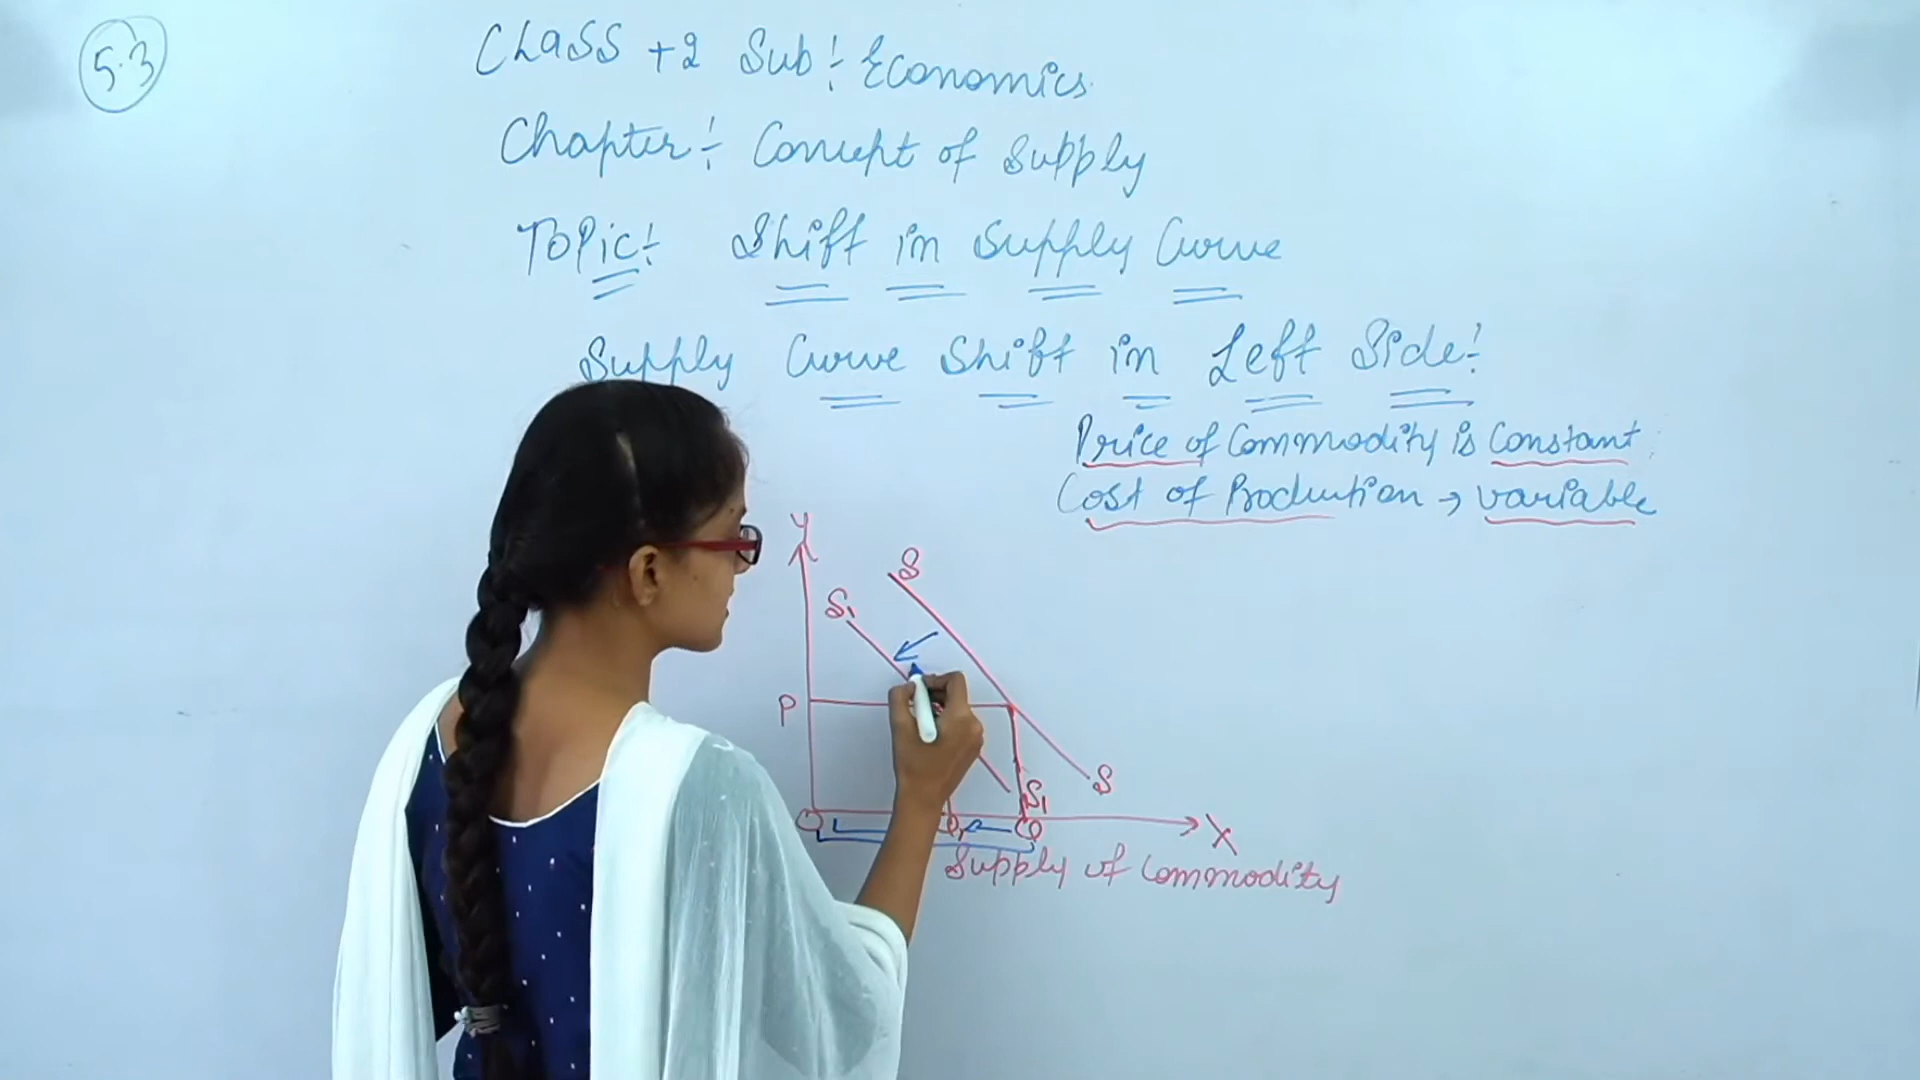 5.3
CLASS +2 Sub:- Economics
Chapter:- Concept of Supply
Topic:- Shift in Supply Curve
Supply Curve Shift in Left Side:-
Price of Commodity is Constant
Cost of Production → variable
Y
S
S1
P
S
S1
O Q1 Q
X
Supply of Commodity